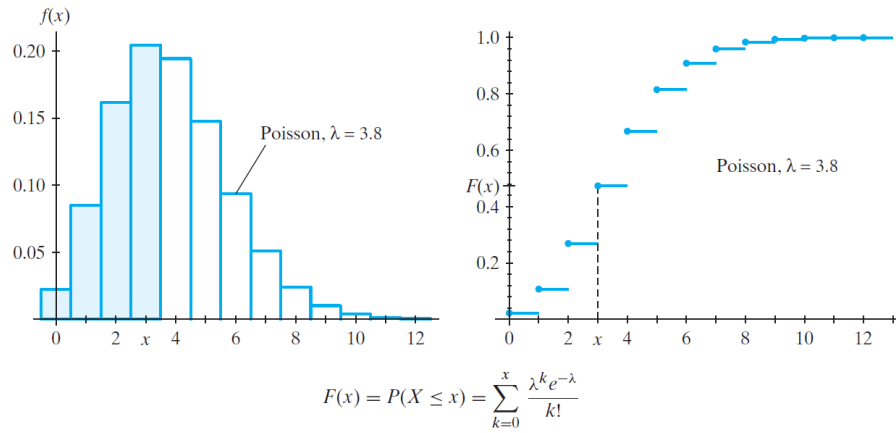 f(x)
0.20
0.15
0.10
0.05
Poisson, λ = 3.8
0 2 x 4 6 8 10 12
1.0
0.8
0.6
F(x)
0.4
0.2
Poisson, λ = 3.8
0 2 x 4 6 8 10 12
F(x) = P(X ≤ x) = \sum_{k=0}^{x} \frac{λ^k e^{-λ}}{k!}